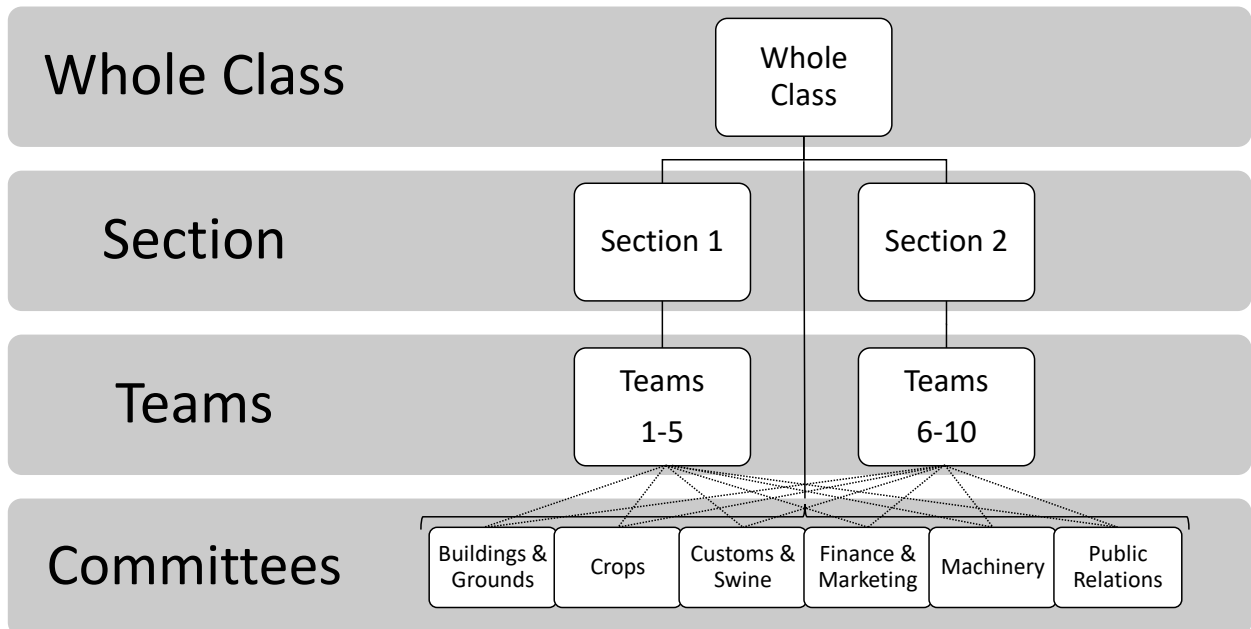 Whole Class
Whole
Class
Section
Section 1
Section 2
Teams
Teams
1-5
Teams
6-10
Committees
Buildings &
Grounds
Crops
Customs &
Swine
Finance &
Marketing
Machinery
Public
Relations